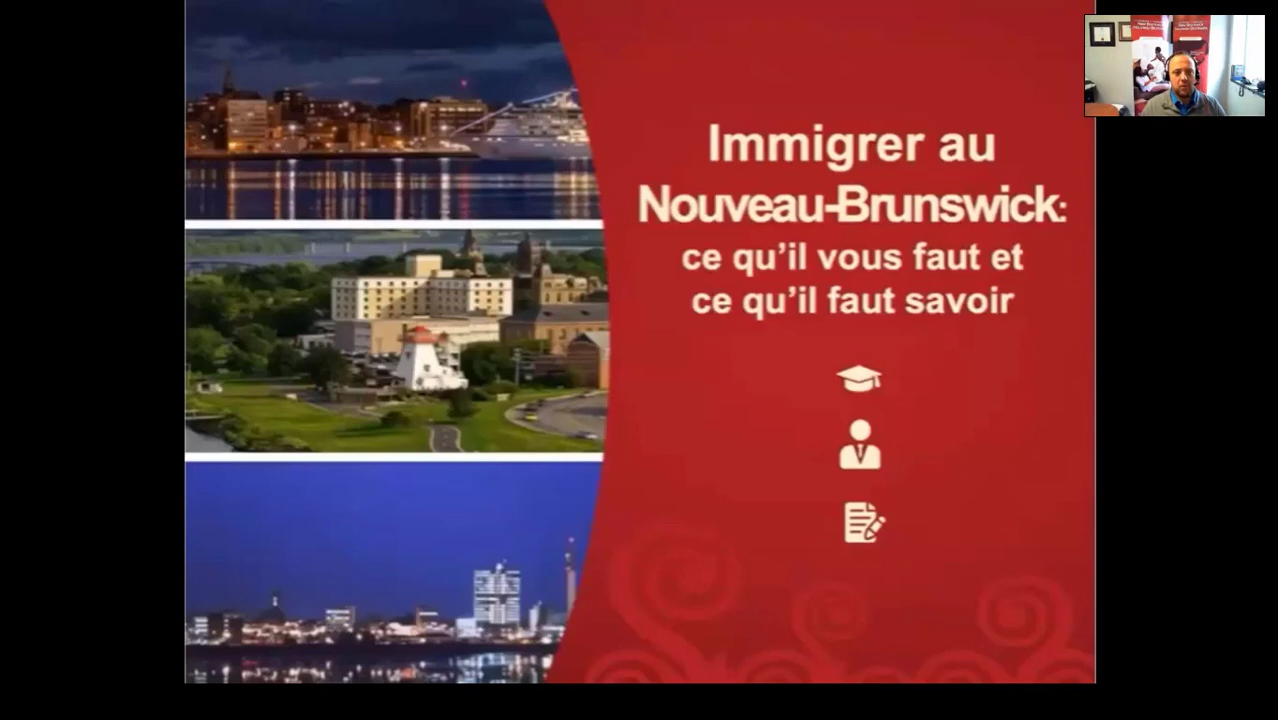 Immigrer au
Nouveau-Brunswick:
ce qu'il vous faut et
ce qu'il faut savoir